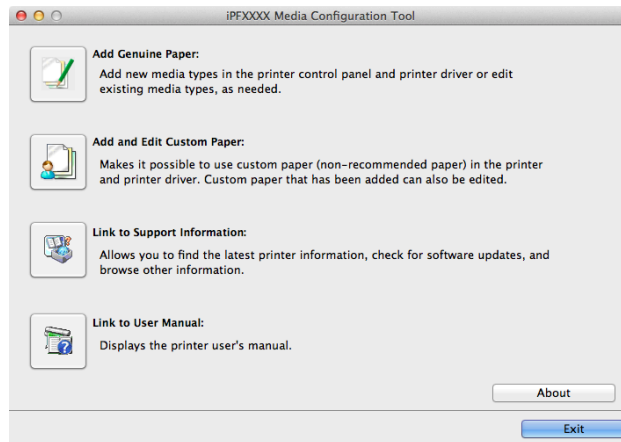 iPFXXXX Media Configuration Tool
Add Genuine Paper:
Add new media types in the printer control panel and printer driver or edit
existing media types, as needed.
Add and Edit Custom Paper:
Makes it possible to use custom paper (non-recommended paper) in the printer
and printer driver. Custom paper that has been added can also be edited.
Link to Support Information:
Allows you to find the latest printer information, check for software updates, and
browse other information.
Link to User Manual:
Displays the printer user's manual.
About
Exit